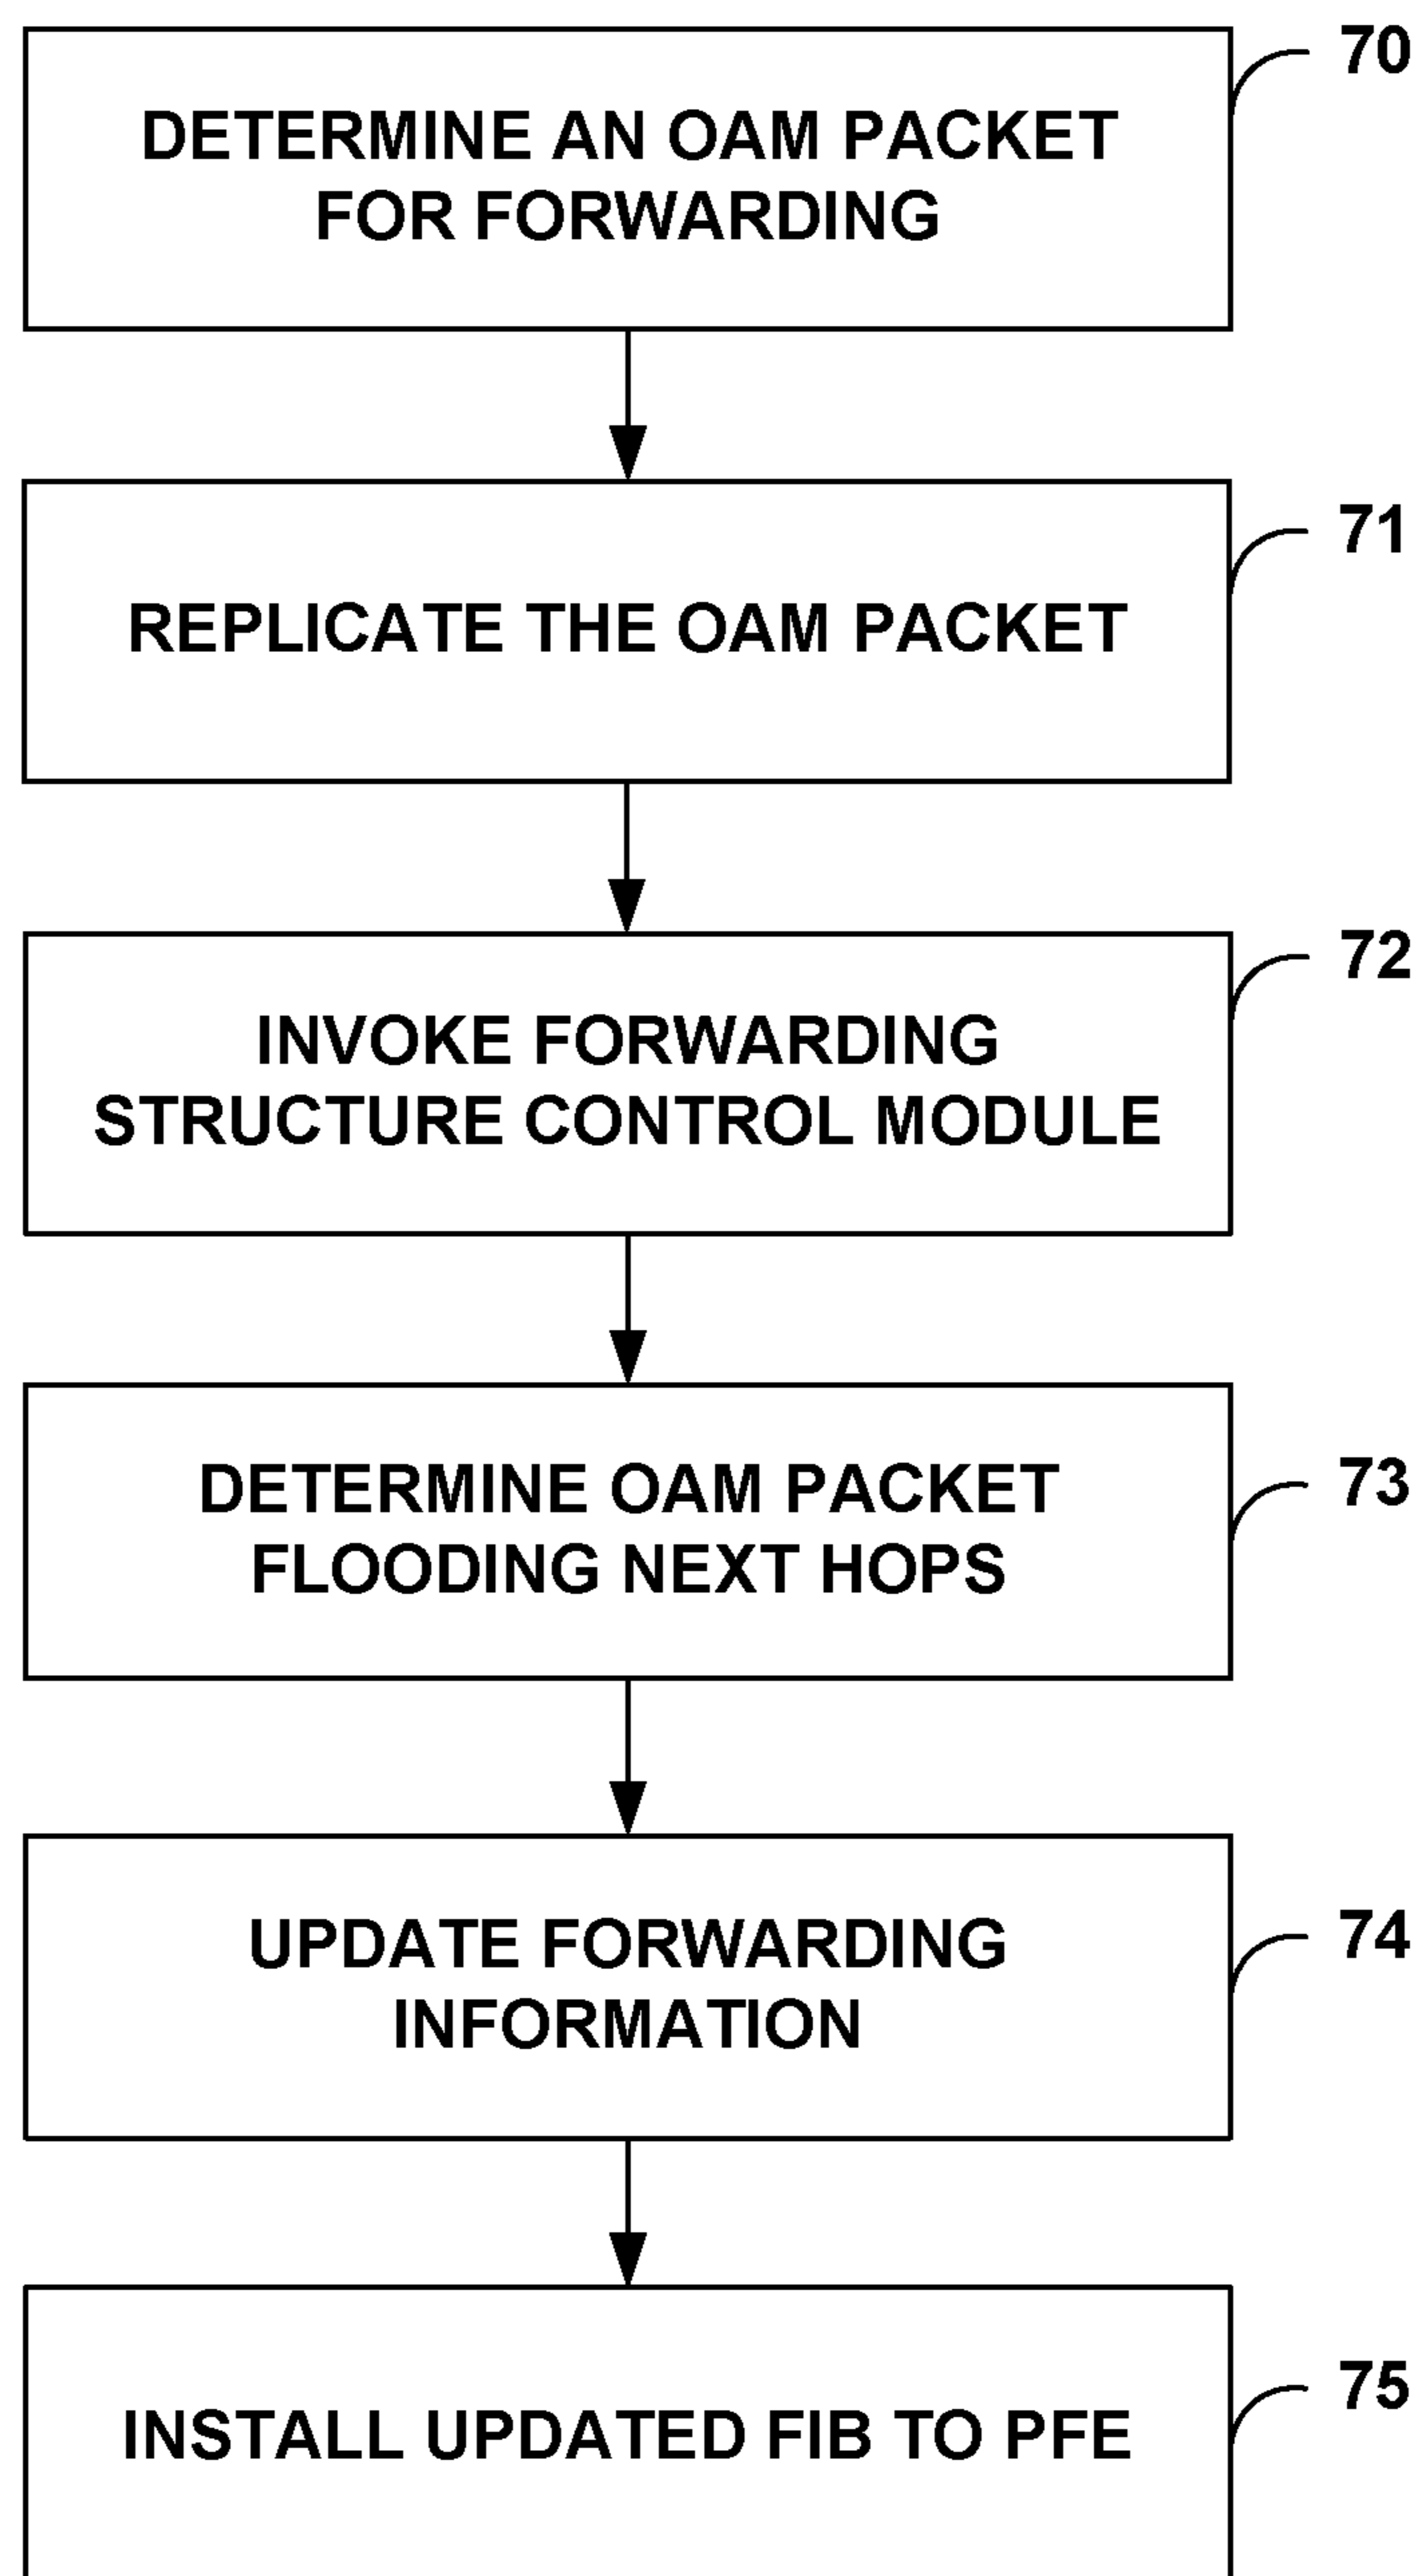 70
DETERMINE AN OAM PACKET
FOR FORWARDING
71
REPLICATE THE OAM PACKET
72
INVOKE FORWARDING
STRUCTURE CONTROL MODULE
73
DETERMINE OAM PACKET
FLOODING NEXT HOPS
74
UPDATE FORWARDING
INFORMATION
75
INSTALL UPDATED FIB TO PFE